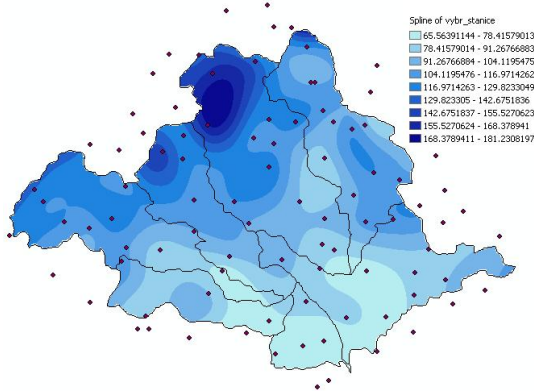 Spline of vybr_stanice
65.56391144 - 78.41579013
78.41579014 - 91.26766883
91.26766884 - 104.1195475
104.1195476 - 116.9714262
116.9714263 - 129.8233049
129.823305 - 142.6751836
142.6751837 - 155.5270623
155.5270624 - 168.378941
168.3789411 - 181.2308197